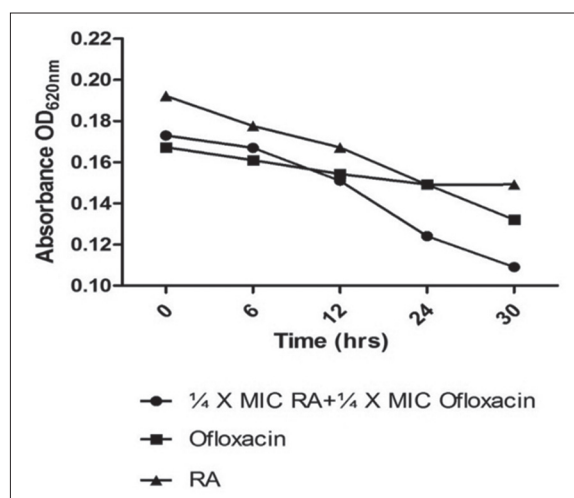 0.22
0.20
0.18
0.16
0.14
0.12
0.10
Absorbance OD620nm
0 6 12 24 30
Time (hrs)
¼ X MIC RA+¼ X MIC Ofloxacin
Ofloxacin
RA